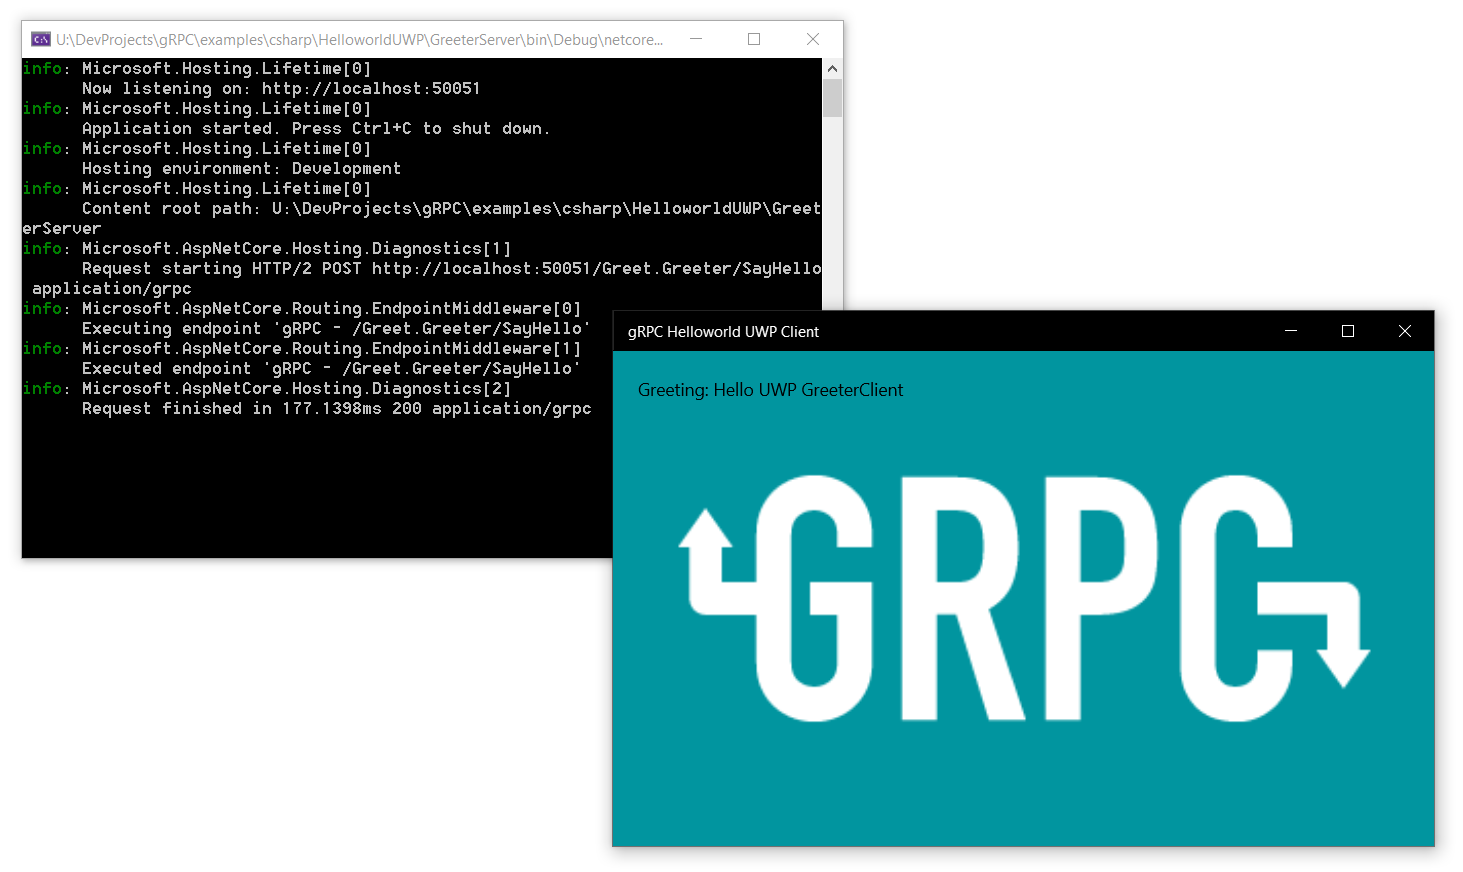 U:\DevProjects\gRPC\examples\csharp\HelloworldUWP\GreeterServer\bin\Debug\netcore...
info: Microsoft.Hosting.Lifetime[0]
Now listening on: http://localhost:50051
info: Microsoft.Hosting.Lifetime[0]
Application started. Press Ctrl+C to shut down.
info: Microsoft.Hosting.Lifetime[0]
Hosting environment: Development
info: Microsoft.Hosting.Lifetime[0]
Content root path: U:\DevProjects\gRPC\examples\csharp\HelloworldUWP\Greet
erServer
info: Microsoft.AspNetCore.Hosting.Diagnostics[1]
Request starting HTTP/2 POST http://localhost:50051/Greet.Greeter/SayHello
application/grpc
info: Microsoft.AspNetCore.Routing.EndpointMiddleware[0]
Executing endpoint 'gRPC - /Greet.Greeter/SayHello'
info: Microsoft.AspNetCore.Routing.EndpointMiddleware[1]
Executed endpoint 'gRPC - /Greet.Greeter/SayHello'
info: Microsoft.AspNetCore.Hosting.Diagnostics[2]
Request finished in 177.1398ms 200 application/grpc
gRPC Helloworld UWP Client
Greeting: Hello UWP GreeterClient
GRPC